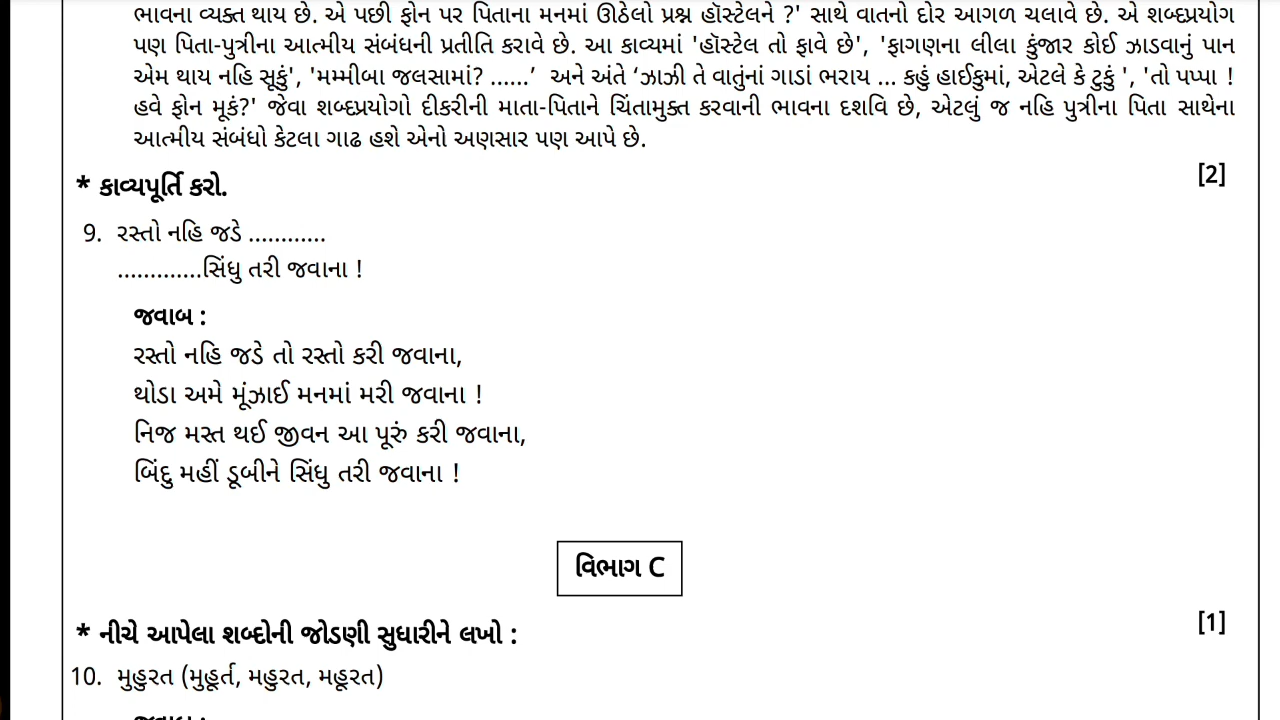 ભાવના વ્યક્ત થાય છે. એ પછી ફોન પર પિતાના મનમાં ઊઠેલો પ્રશ્ન હૉસ્ટેલને ?' સાથે વાતનો દોર આગળ ચલાવે છે. એ શબ્દપ્રયોગ
પણ પિતા-પુત્રીના આત્મીય સંબંધની પ્રતીતિ કરાવે છે. આ કાવ્યમાં 'હૉસ્ટેલ તો ફાવે છે', 'ફાગણના લીલા કુંજાર કોઈ ઝાડવાનું પાન
એમ થાય નહિ સૂકું', 'મમ્મીબા જલસામાં? ......’ અને અંતે ‘ઝાઝી તે વાતુંનાં ગાડાં ભરાય ... કહું હાઈકુમાં, એટલે કે ટુકું ', 'તો પપ્પા !
હવે ફોન મૂકં?' જેવા શબ્દપ્રયોગો દીકરીની માતા-પિતાને ચિંતામુક્ત કરવાની ભાવના દશવિ છે, એટલું જ નહિ પુત્રીના પિતા સાથેના
આત્મીય સંબંધો કેટલા ગાઢ હશે એનો અણસાર પણ આપે છે.
* કાવ્યપૂર્તિ કરો. [2]
9. રસ્તો નહિ જડે ............
.............સિંધુ તરી જવાના !
જવાબ :
રસ્તો નહિ જડે તો રસ્તો કરી જવાના,
થોડા અમે મૂંઝાઈ મનમાં મરી જવાના !
નિજ મસ્ત થઈ જીવન આ પૂરું કરી જવાના,
બિંદુ મહીં ડૂબીને સિંધુ તરી જવાના !
વિભાગ C
* નીચે આપેલા શબ્દોની જોડણી સુધારીને લખો : [1]
10. મુહુરત (મુહૂર્ત, મહુરત, મહૂરત)
જવાબ :